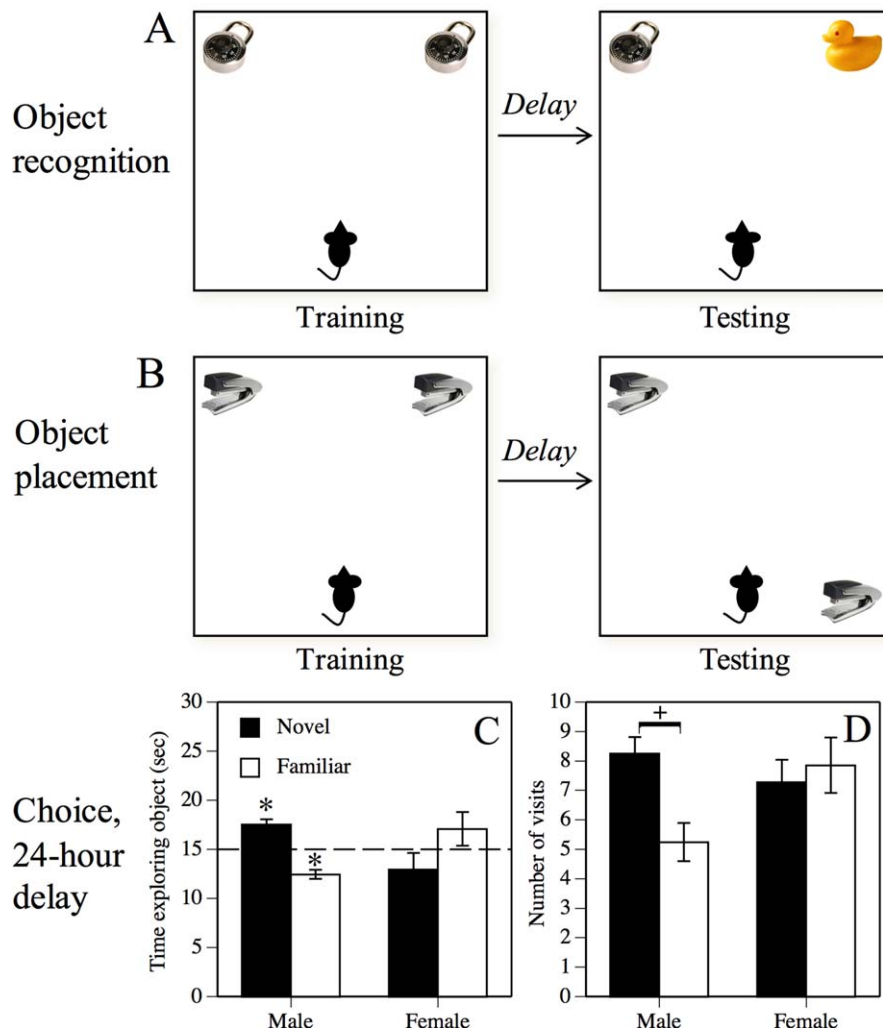 A
Object
recognition
Delay
Training
Testing
B
Object
placement
Delay
Training
Testing
Choice,
24-hour
delay
C
Time exploring object (sec)
30
25
20
15
10
5
0
Novel
Familiar
*
*
Male
Female
D
Number of visits
10
9
8
7
6
5
4
3
2
1
0
+
Male
Female